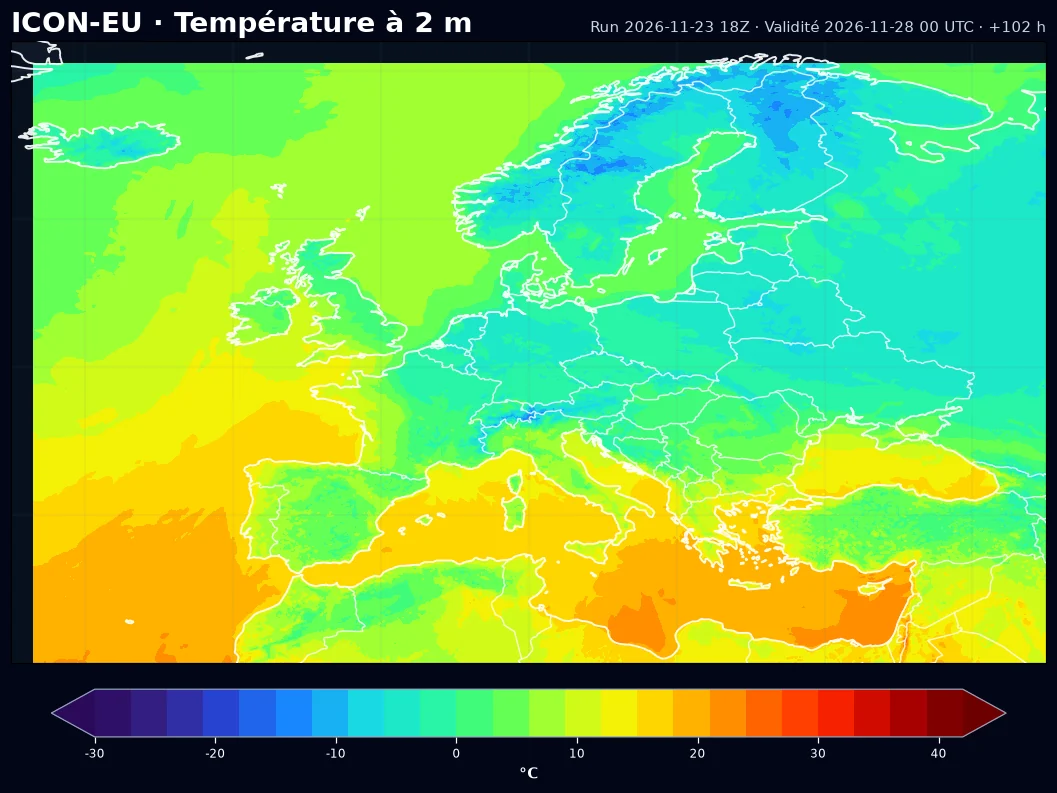 ICON-EU · Température à 2 m
Run 2026-11-23 18Z · Validité 2026-11-28 00 UTC · +102 h
-30 -20 -10 0 10 20 30 40
°C